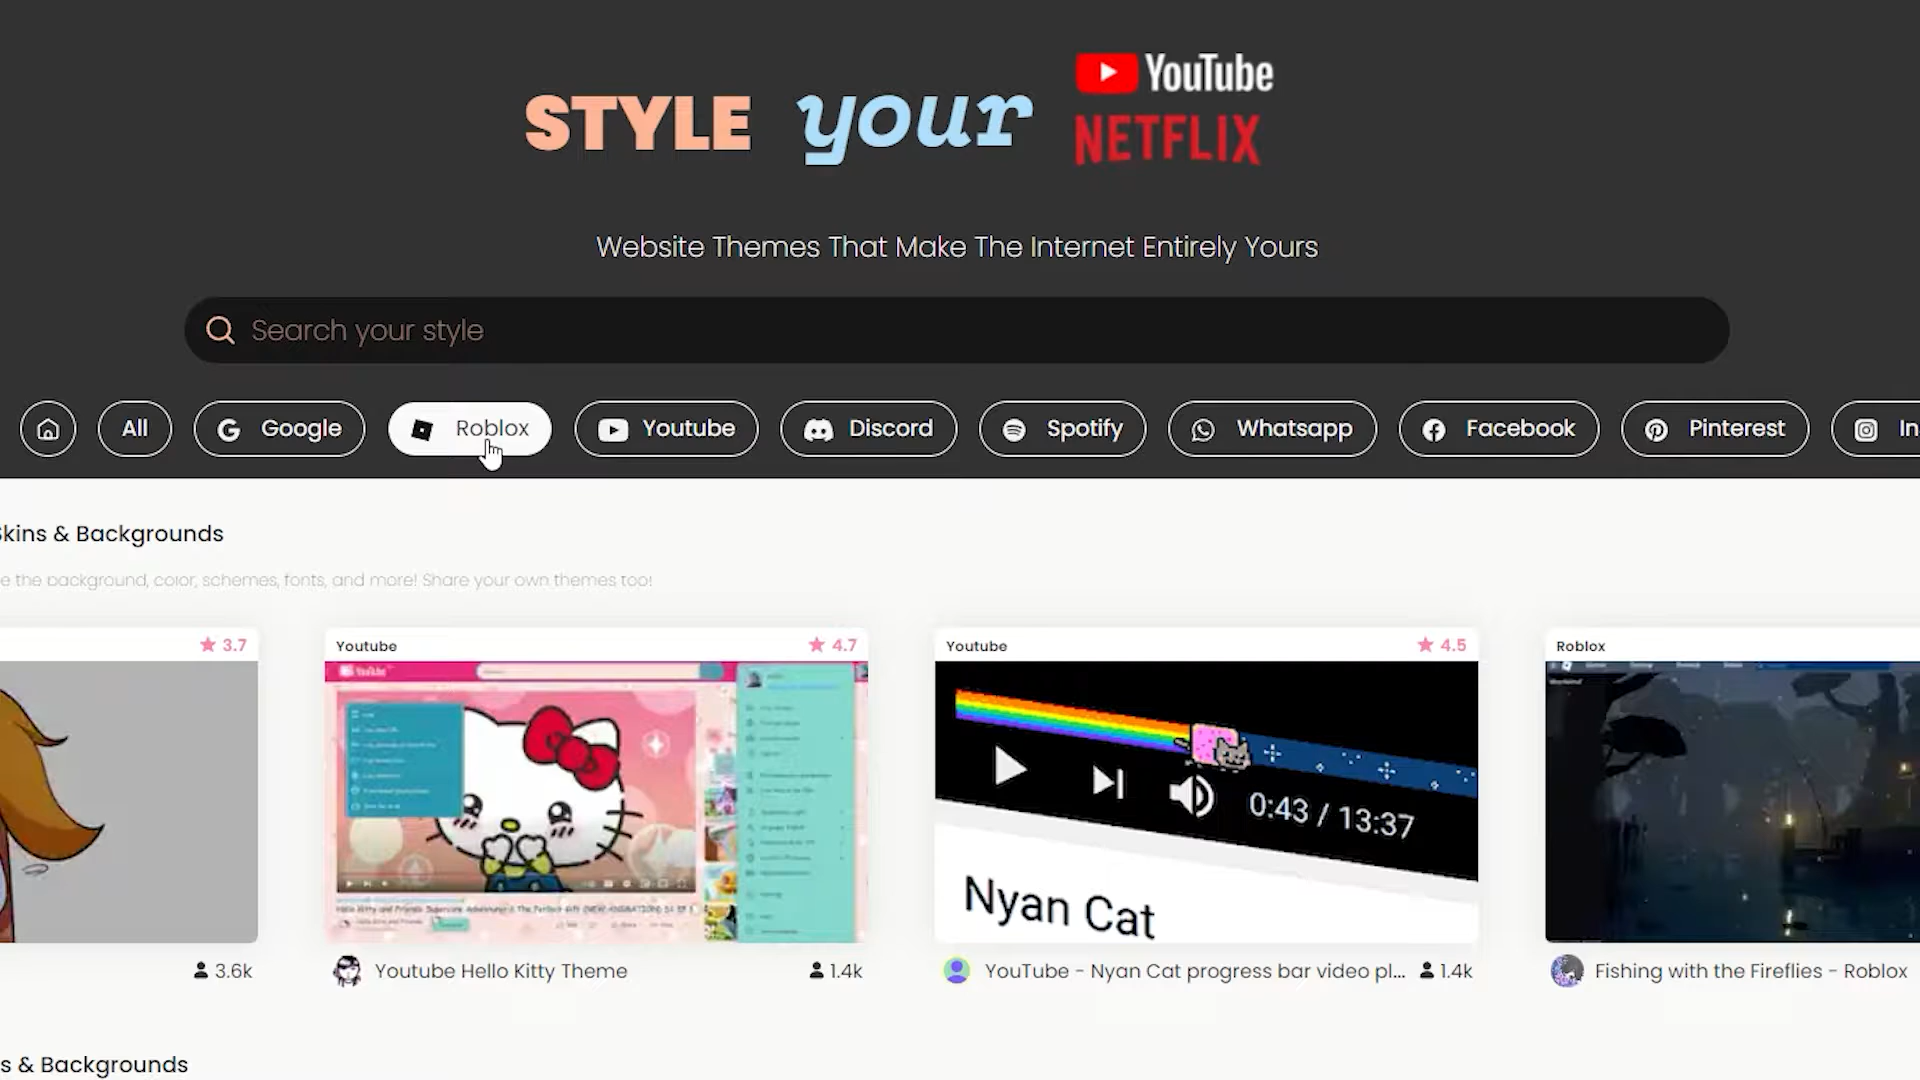 STYLE your YouTube
NETFLIX
Website Themes That Make The Internet Entirely Yours
Search your style
All Google Roblox Youtube Discord Spotify Whatsapp Facebook Pinterest In
Skins & Backgrounds
e the background, color, schemes, fonts, and more! Share your own themes too!
3.7
Youtube 4.7
Youtube 4.5
Roblox
YouTube
0:43 / 13:37
Nyan Cat
3.6k
Youtube Hello Kitty Theme 1.4k
YouTube - Nyan Cat progress bar video pl... 1.4k
Fishing with the Fireflies - Roblox
s & Backgrounds